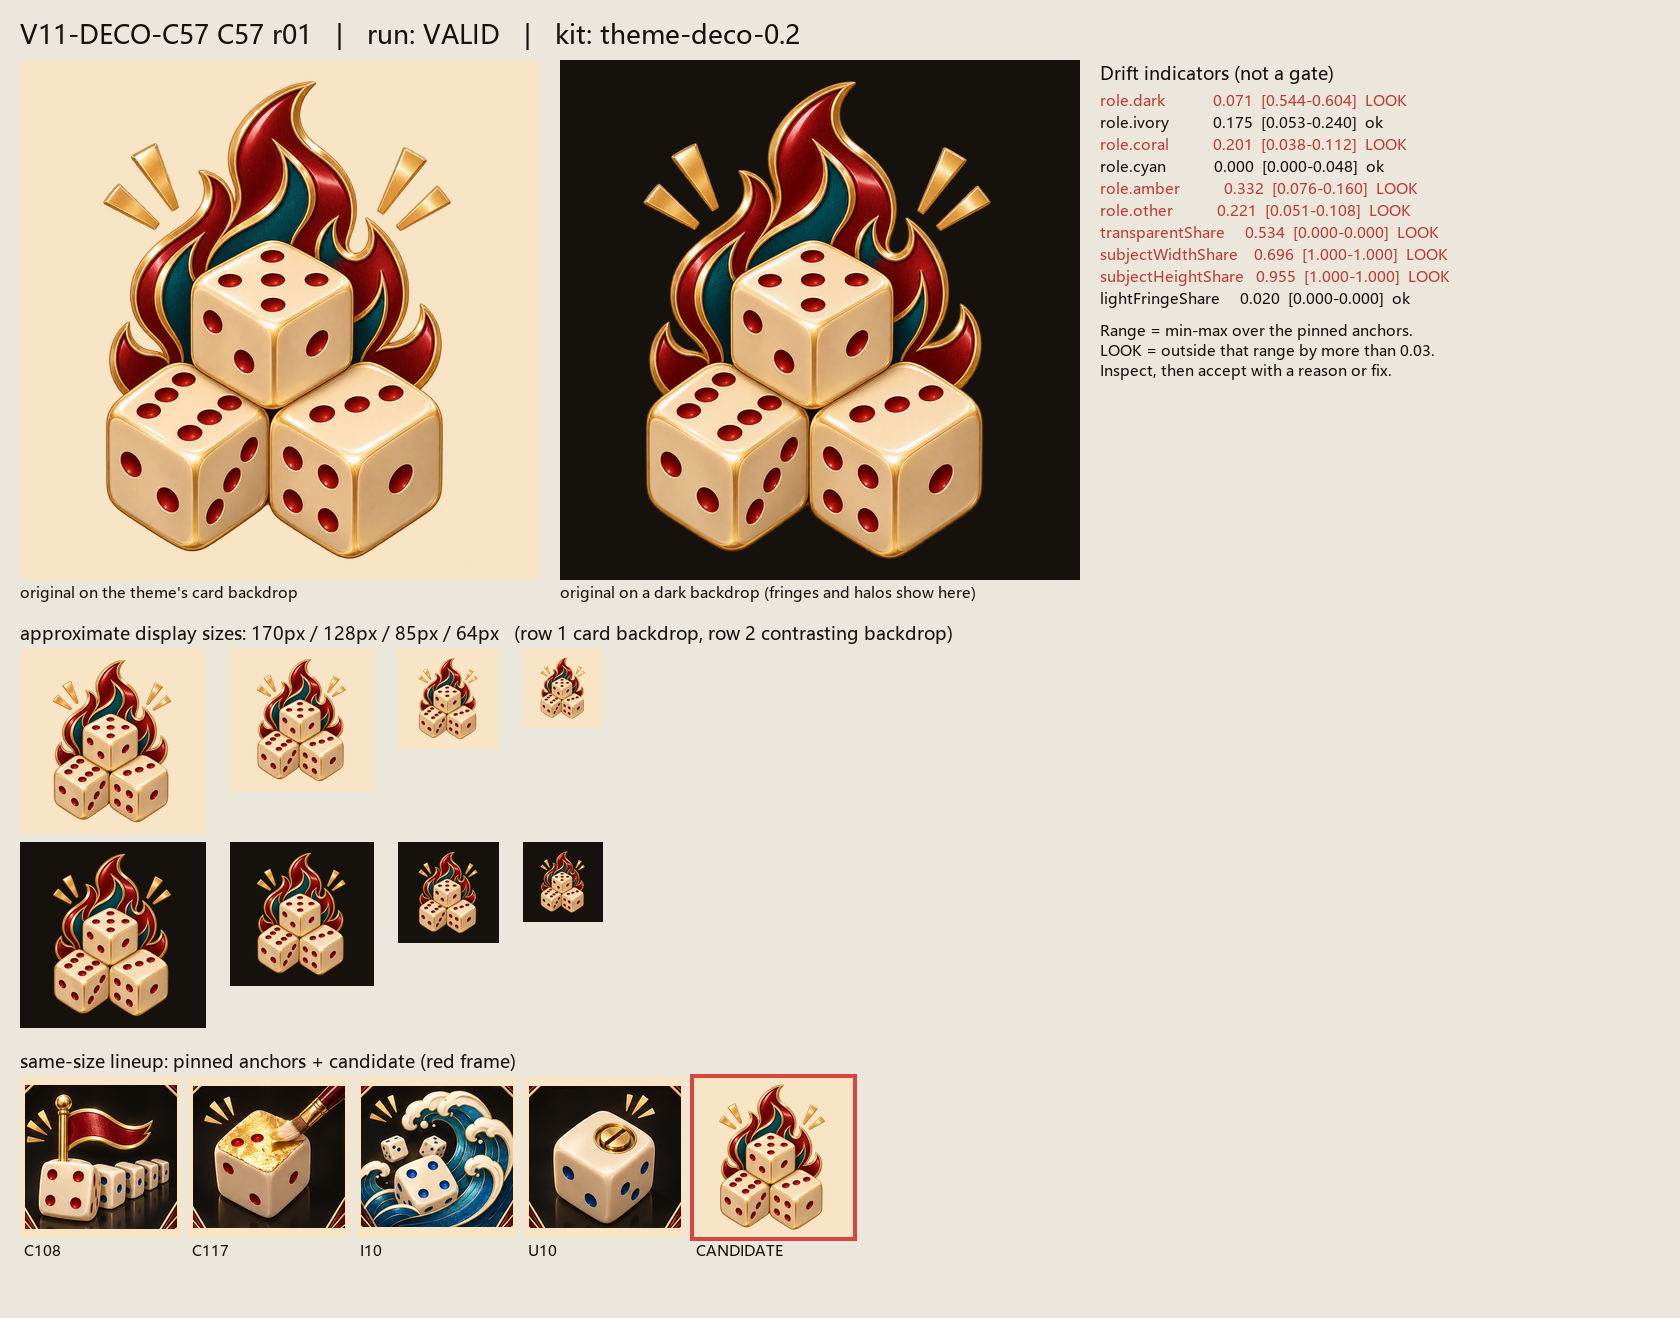 V11-DECO-C57 C57 r01   |   run: VALID   |   kit: theme-deco-0.2
Drift indicators (not a gate)
role.dark 0.071 [0.544-0.604] LOOK
role.ivory 0.175 [0.053-0.240] ok
role.coral 0.201 [0.038-0.112] LOOK
role.cyan 0.000 [0.000-0.048] ok
role.amber 0.332 [0.076-0.160] LOOK
role.other 0.221 [0.051-0.108] LOOK
transparentShare 0.534 [0.000-0.000] LOOK
subjectWidthShare 0.696 [1.000-1.000] LOOK
subjectHeightShare 0.955 [1.000-1.000] LOOK
lightFringeShare 0.020 [0.000-0.000] ok
Range = min-max over the pinned anchors.
LOOK = outside that range by more than 0.03.
Inspect, then accept with a reason or fix.
original on the theme's card backdrop
original on a dark backdrop (fringes and halos show here)
approximate display sizes: 170px / 128px / 85px / 64px   (row 1 card backdrop, row 2 contrasting backdrop)
same-size lineup: pinned anchors + candidate (red frame)
C108
C117
I10
U10
CANDIDATE